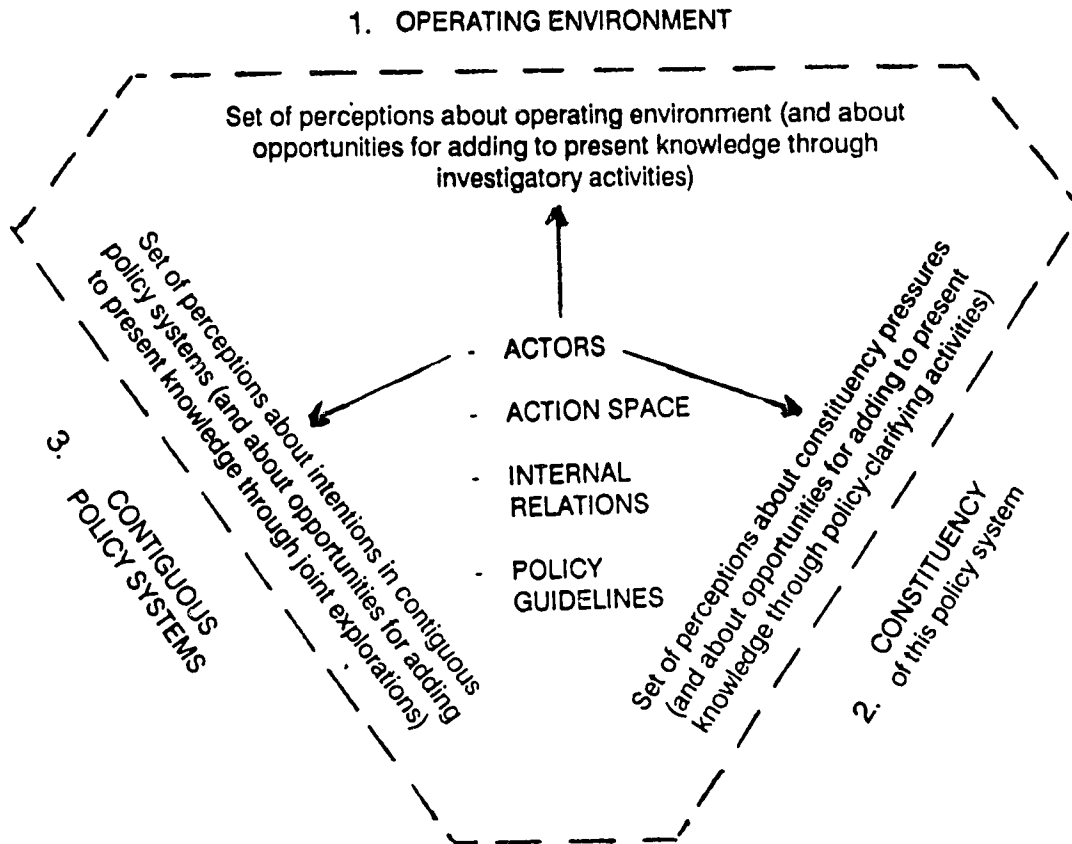 1. OPERATING ENVIRONMENT
Set of perceptions about operating environment (and about
opportunities for adding to present knowledge through
investigatory activities)
Set of perceptions about intentions in contiguous
policy systems (and about opportunities for adding
to present knowledge through joint explorations)
- ACTORS
- ACTION SPACE
- INTERNAL
RELATIONS
- POLICY
GUIDELINES
Set of perceptions about constituency pressures
(and about opportunities for adding to present
knowledge through policy-clarifying activities)
3. CONTIGUOUS
POLICY SYSTEMS
2. CONSTITUENCY
of this policy system